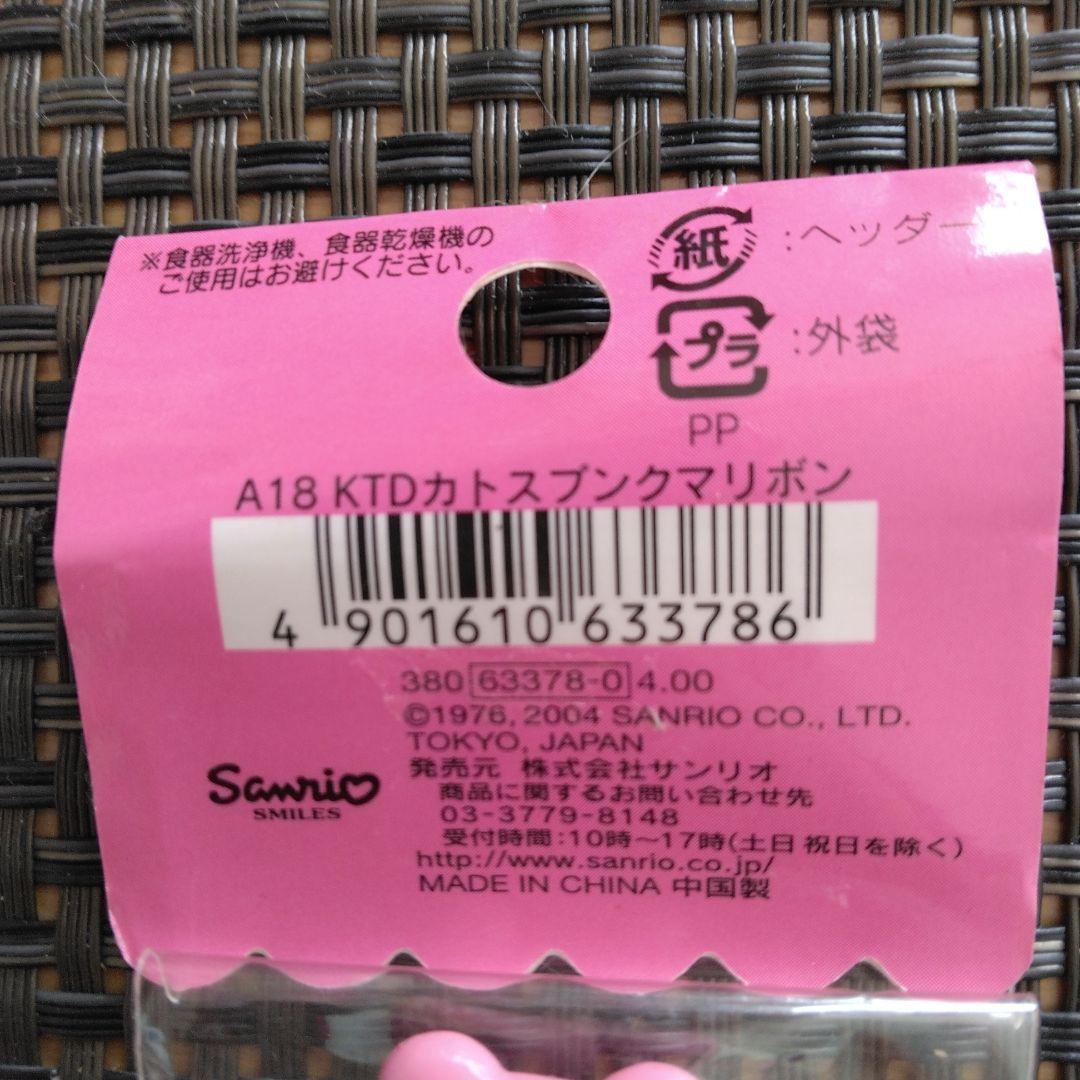 ※食器洗浄機、食器乾燥機の
ご使用はお避けください。
紙 :ヘッダー
プラ :外袋
PP
A18 KTDカトスプンクマリボン
4 901610 633786
380 63378-0 4.00
©1976, 2004 SANRIO CO., LTD.
TOKYO, JAPAN
発売元 株式会社サンリオ
商品に関するお問い合わせ先
03-3779-8148
受付時間:10時〜17時(土日 祝日を除く)
http://www.sanrio.co.jp/
MADE IN CHINA 中国製
Sanrio
SMILES